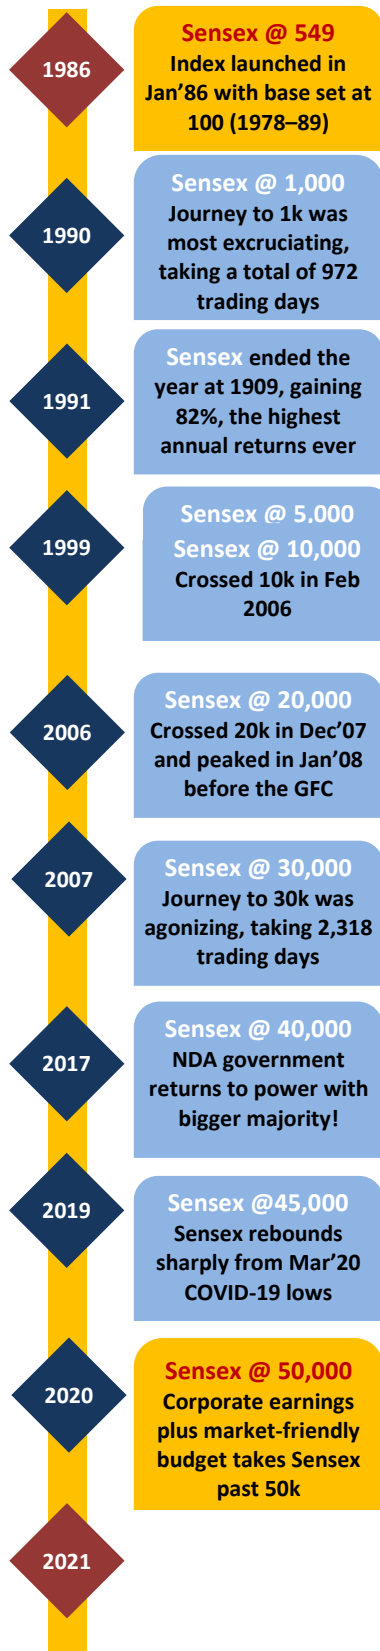 1986
Sensex @ 549
Index launched in
Jan'86 with base set at
100 (1978–89)
1990
Sensex @ 1,000
Journey to 1k was
most excruciating,
taking a total of 972
trading days
1991
Sensex ended the
year at 1909, gaining
82%, the highest
annual returns ever
1999
Sensex @ 5,000
Sensex @ 10,000
Crossed 10k in Feb
2006
2006
Sensex @ 20,000
Crossed 20k in Dec'07
and peaked in Jan'08
before the GFC
2007
Sensex @ 30,000
Journey to 30k was
agonizing, taking 2,318
trading days
2017
Sensex @ 40,000
NDA government
returns to power with
bigger majority!
2019
Sensex @45,000
Sensex rebounds
sharply from Mar'20
COVID-19 lows
2020
Sensex @ 50,000
Corporate earnings
plus market-friendly
budget takes Sensex
past 50k
2021